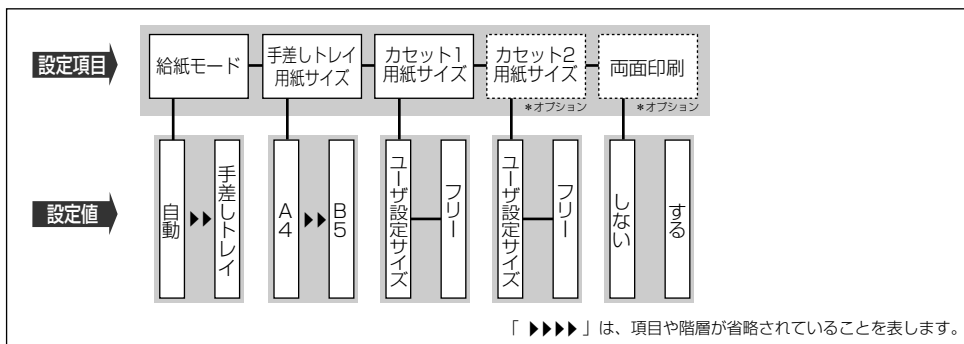 設定項目
給紙モード
手差しトレイ
用紙サイズ
カセット1
用紙サイズ
カセット2
用紙サイズ
両面印刷
*オプション
*オプション
設定値
自動
▶▶
手差しトレイ
A4
▶▶
B5
ユーザ設定サイズ
フリー
ユーザ設定サイズ
フリー
しない
する
「 ▶▶▶▶ 」は、項目や階層が省略されていることを表します。